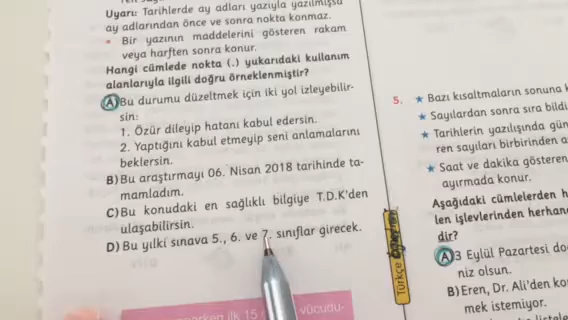 Uyarı: Tarihlerde ay adları yazıyla yazılmışsa
ay adlarından önce ve sonra nokta konmaz.
• Bir yazının maddelerini gösteren rakam
veya harften sonra konur.
Hangi cümlede nokta (.) yukarıdaki kullanım
alanlarıyla ilgili doğru örneklenmiştir?
A) Bu durumu düzeltmek için iki yol izleyebilir-
sin:
1. Özür dileyip hatanı kabul edersin.
2. Yaptığını kabul etmeyip seni anlamalarını
beklersin.
B) Bu araştırmayı 06. Nisan 2018 tarihinde ta-
mamladım.
C) Bu konudaki en sağlıklı bilgiye T.D.K'den
ulaşabilirsin.
D) Bu yılki sınava 5., 6. ve 7. sınıflar girecek.
ilk 15
vücudu-
Türkçe
5. ★ Bazı kısaltmaların sonuna
★ Sayılardan sonra sıra bildi
★ Tarihlerin yazılışında gün
ren sayıları birbirinden a
★ Saat ve dakika gösteren
ayırmada konur.
Aşağıdaki cümlelerden h
len işlevlerinden herhan
dir?
A) 3 Eylül Pazartesi do
niz olsun.
B) Eren, Dr. Ali'den ko
mek istemiyor.